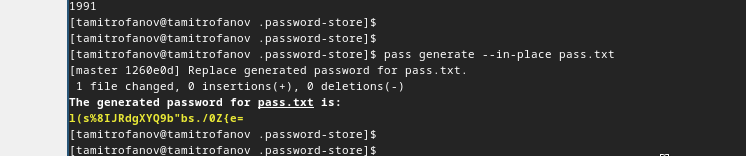 1991
[tamitrofanov@tamitrofanov .password-store]$
[tamitrofanov@tamitrofanov .password-store]$
[tamitrofanov@tamitrofanov .password-store]$ pass generate --in-place pass.txt
[master 1260e0d] Replace generated password for pass.txt.
 1 file changed, 0 insertions(+), 0 deletions(-)
The generated password for pass.txt is:
1(s%8IJRdgXYQ9b"bs./0Z{e=
[tamitrofanov@tamitrofanov .password-store]$
[tamitrofanov@tamitrofanov .password-store]$